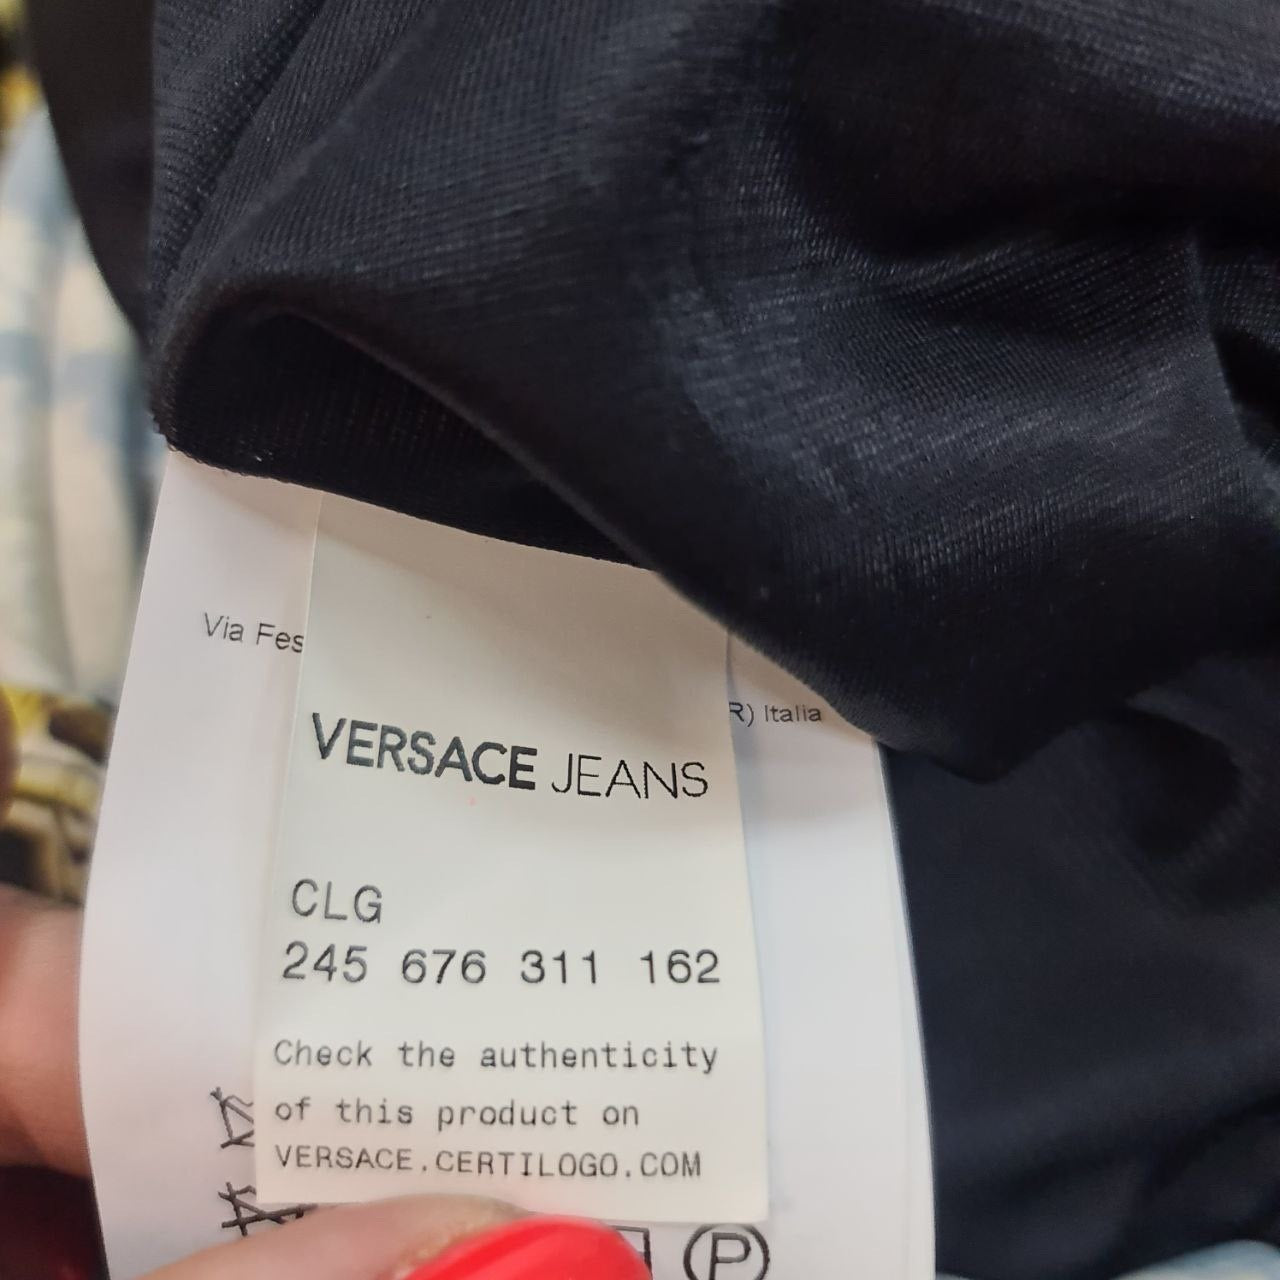 Via Fes
R) Italia
VERSACE JEANS
CLG
245 676 311 162
Check the authenticity
of this product on
VERSACE.CERTILOGO.COM
P